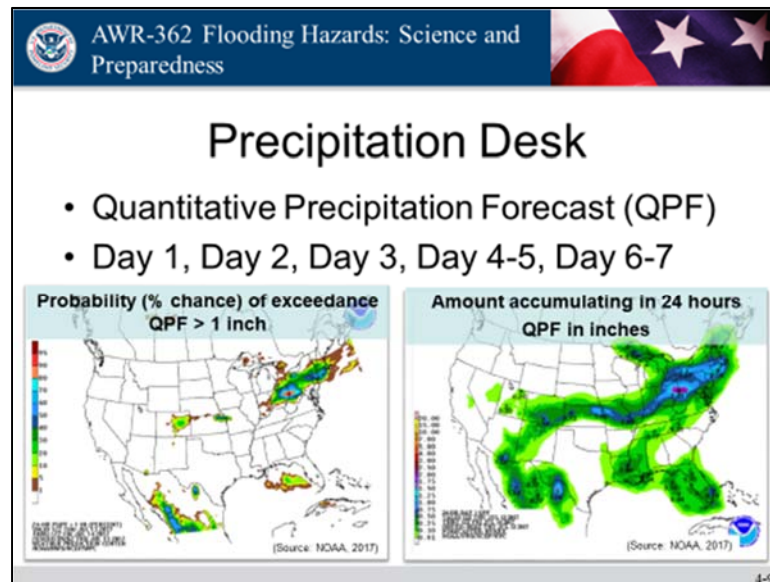 AWR-362 Flooding Hazards: Science and
Preparedness
Precipitation Desk
• Quantitative Precipitation Forecast (QPF)
• Day 1, Day 2, Day 3, Day 4-5, Day 6-7
Probability (% chance) of exceedance
QPF > 1 inch
(Source: NOAA, 2017)
Amount accumulating in 24 hours
QPF in inches
(Source: NOAA, 2017)